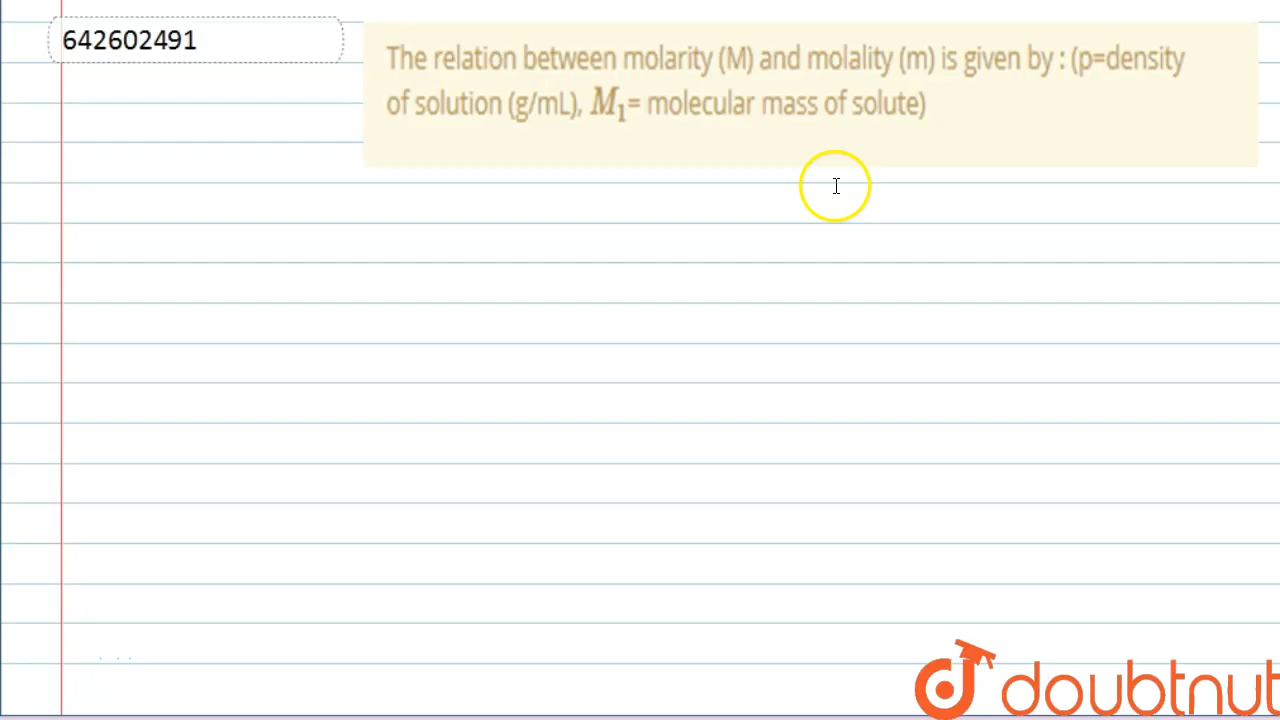 642602491
The relation between molarity (M) and molality (m) is given by : (p=density
of solution (g/mL), M₁= molecular mass of solute)
doubtnut